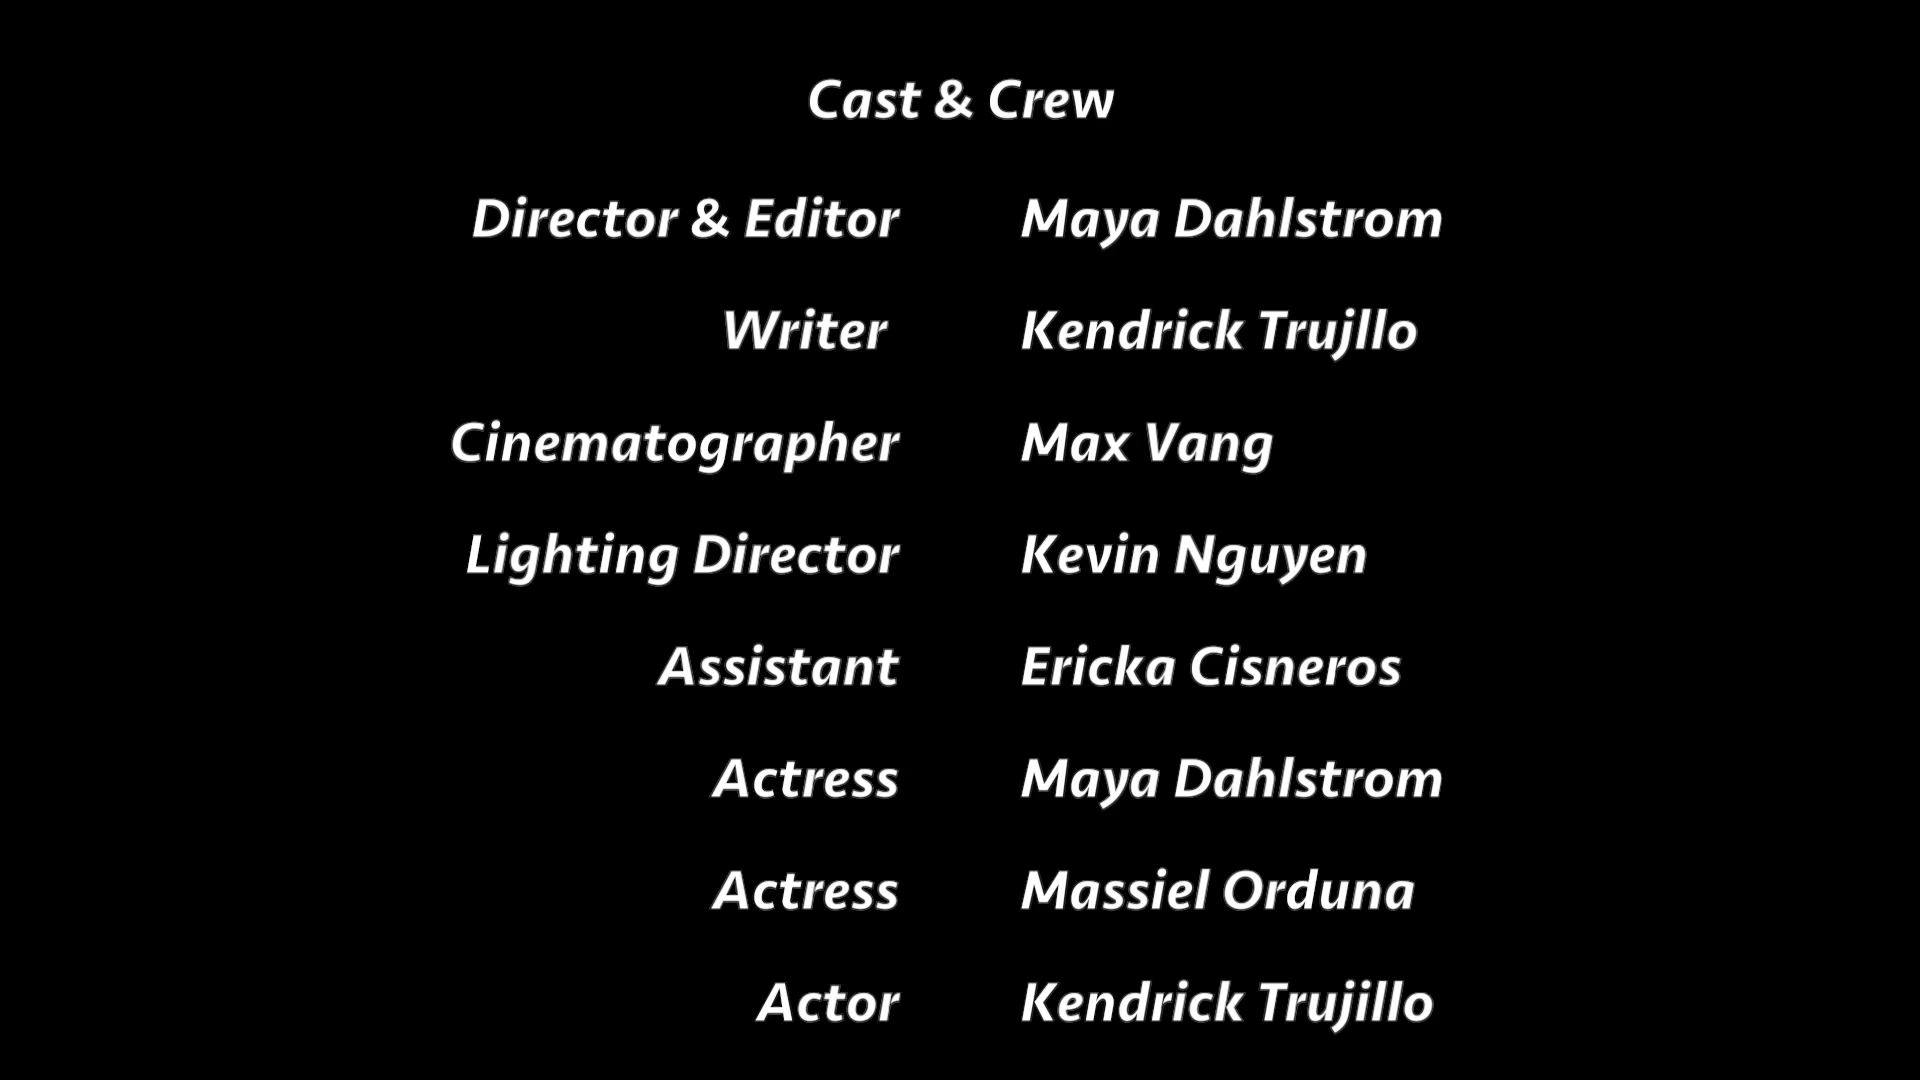 Cast & Crew
Director & Editor Maya Dahlstrom
Writer Kendrick Trujllo
Cinematographer Max Vang
Lighting Director Kevin Nguyen
Assistant Ericka Cisneros
Actress Maya Dahlstrom
Actress Massiel Orduna
Actor Kendrick Trujillo